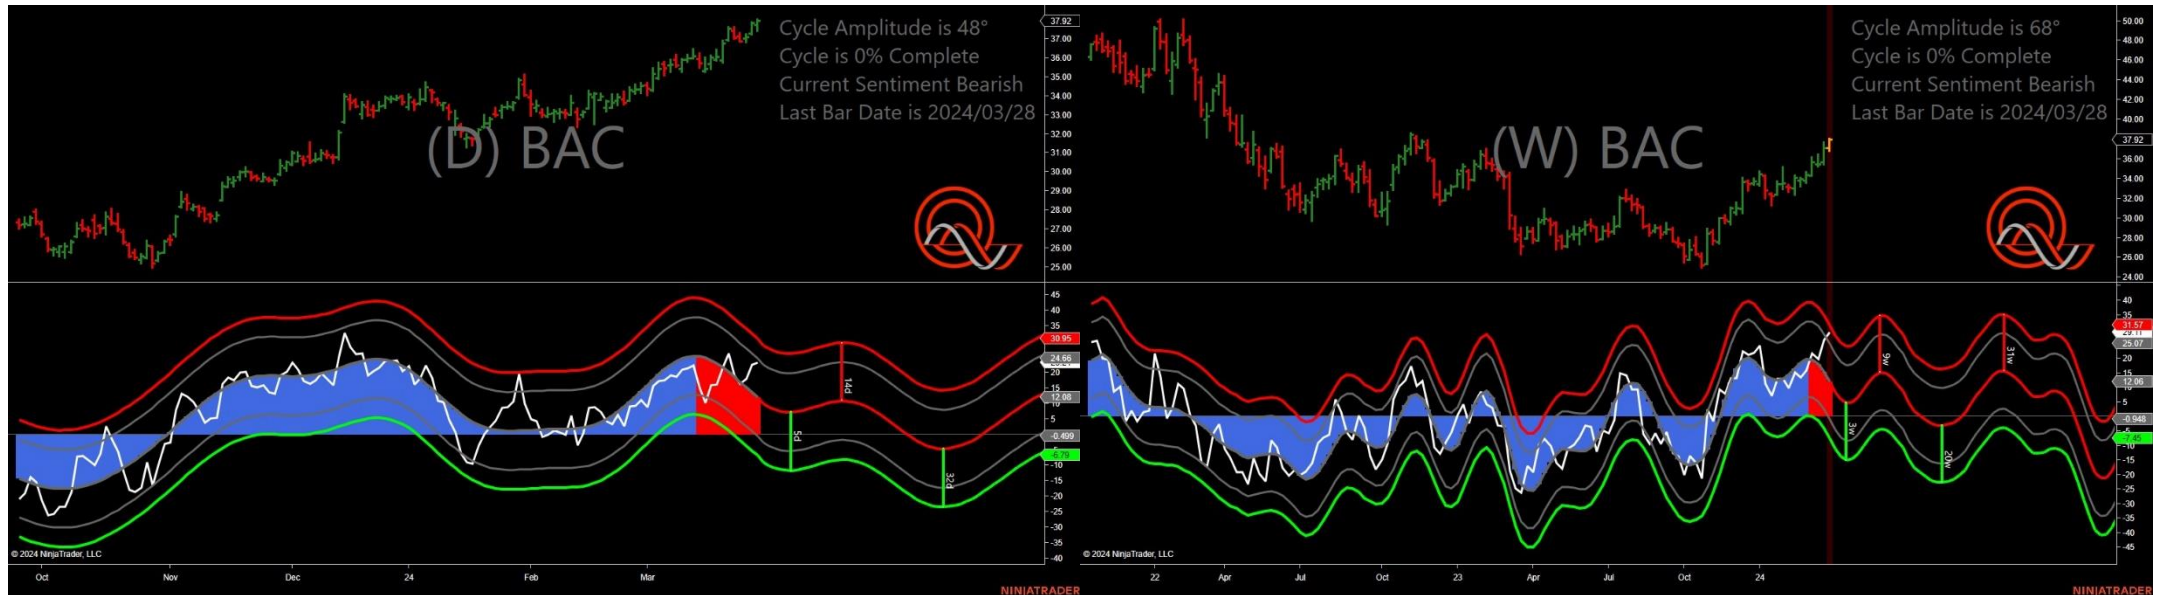 Cycle Amplitude is 48°
Cycle is 0% Complete
Current Sentiment Bearish
Last Bar Date is 2024/03/28
(D) BAC
37.92
37.00
36.00
35.00
34.00
33.00
32.00
31.00
30.00
29.00
28.00
27.00
26.00
25.00
45
40
35
30.95
24.66
20
15
12.08
10
5
-0.499
-6.79
-10
-15
-20
-25
-30
-35
-40
5d
14d
32d
© 2024 NinjaTrader, LLC
Oct Nov Dec 24 Feb Mar
NINJATRADER
Cycle Amplitude is 68°
Cycle is 0% Complete
Current Sentiment Bearish
Last Bar Date is 2024/03/28
(W) BAC
50.00
48.00
46.00
44.00
42.00
40.00
37.92
36.00
34.00
32.00
30.00
28.00
26.00
24.00
40
35
31.57
25.07
20
15
12.06
5
-0.948
-7.45
-10
-15
-20
-25
-30
-35
-40
-45
3w
9w
20w
31w
© 2024 NinjaTrader, LLC
22 Apr Jul Oct 23 Apr Jul Oct 24
NINJATRADER